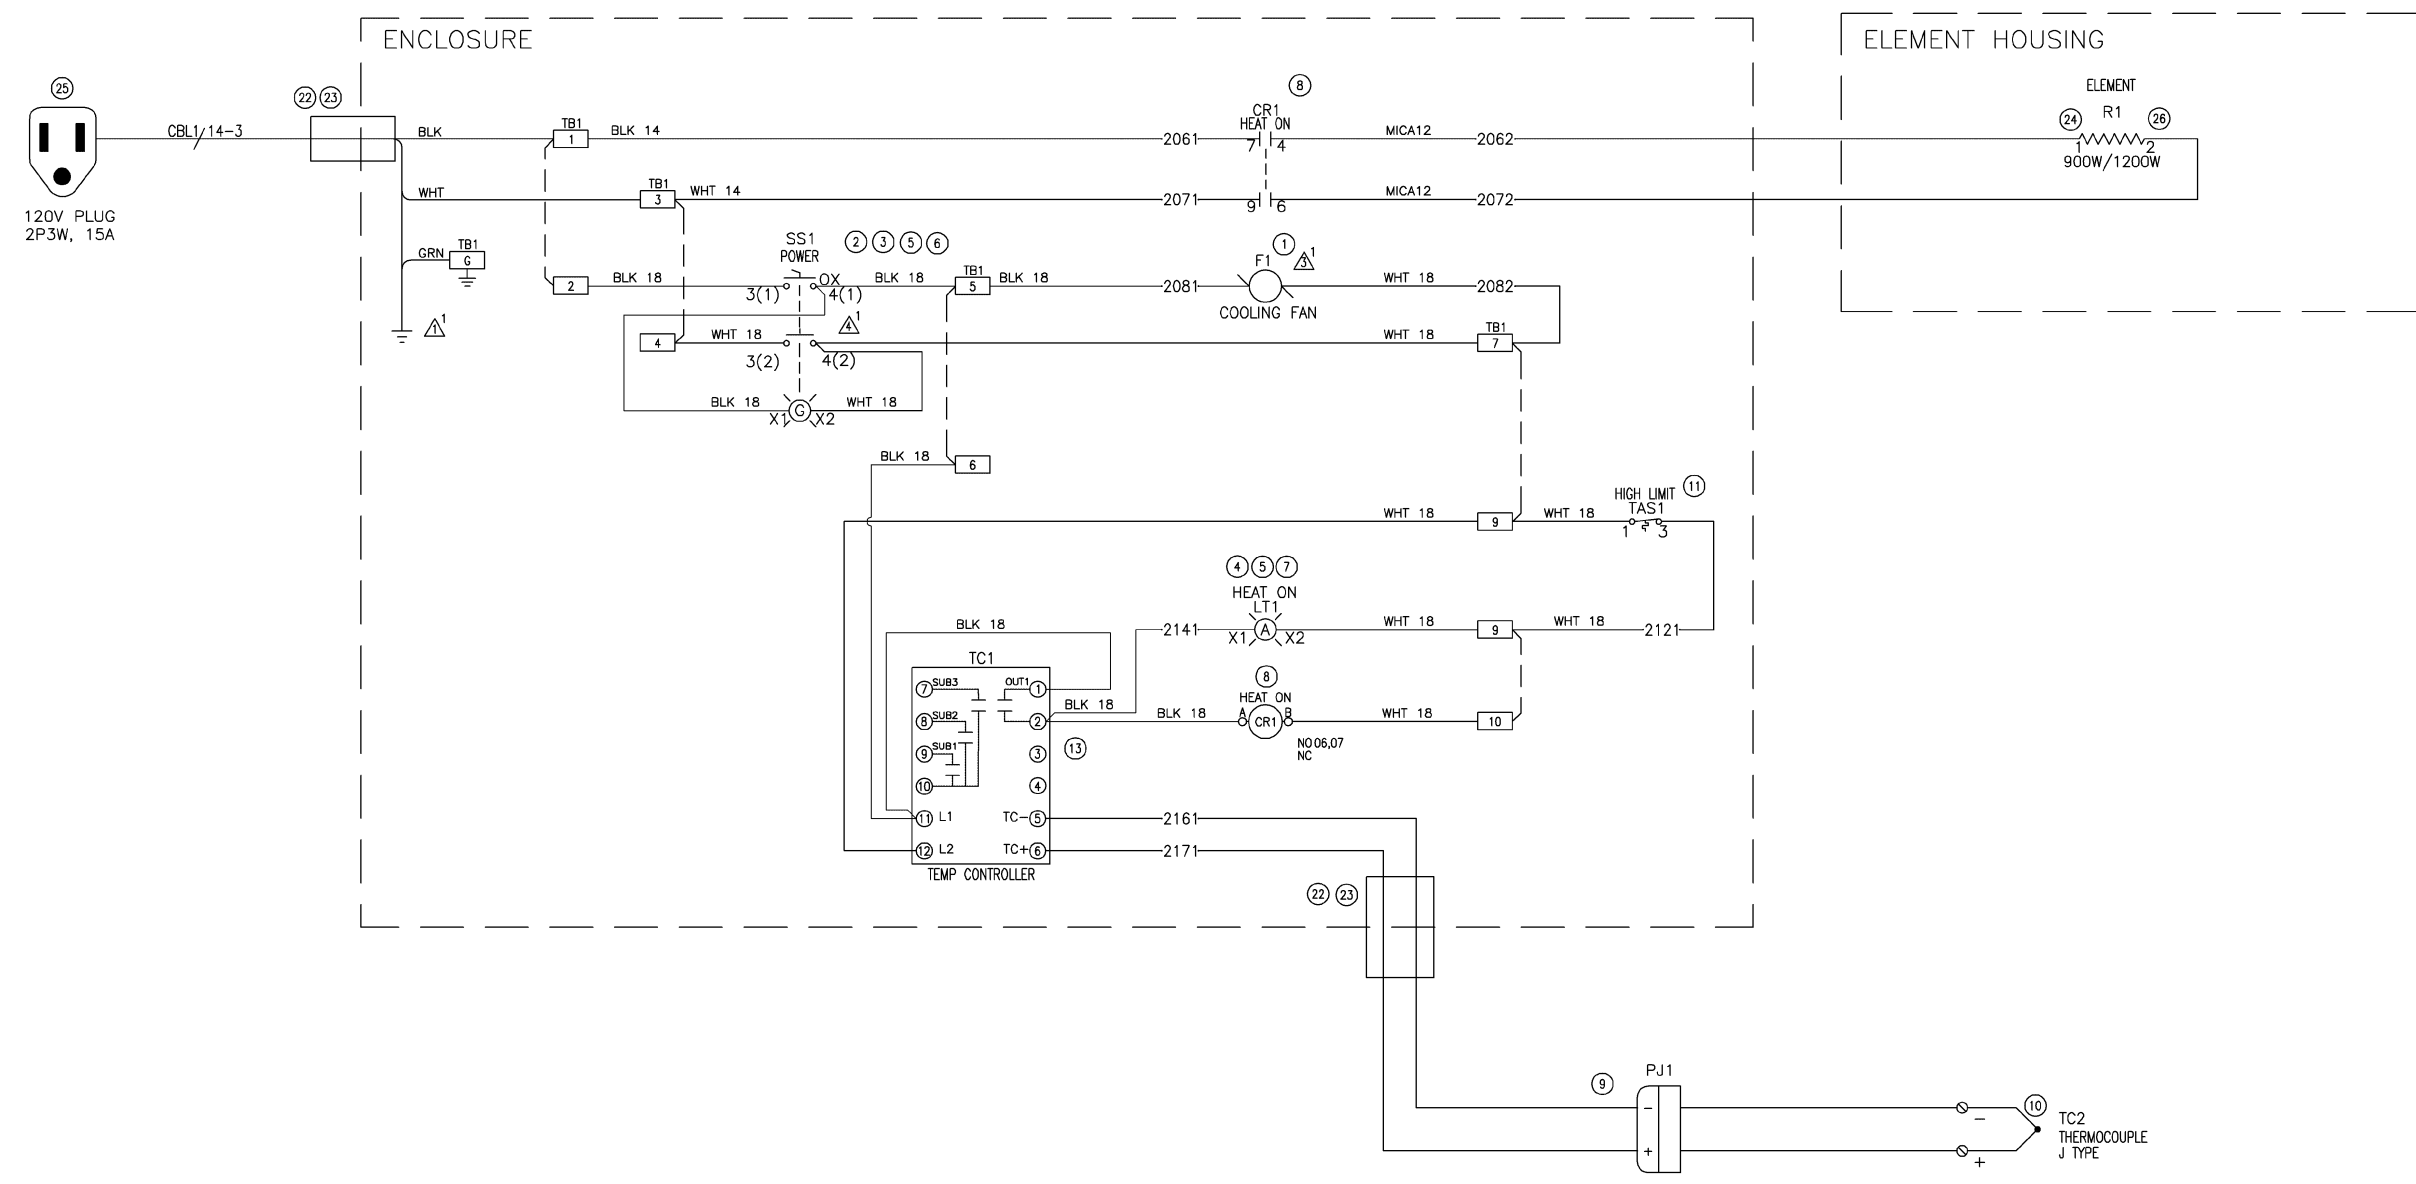 ENCLOSURE
ELEMENT HOUSING
25
22 23
CBL1/14-3
BLK
TB1
1
BLK 14
2061
8
CR1
HEAT ON
7 4
MICA12
2062
ELEMENT
R1
24
26
1 2
900W/1200W
WHT
TB1
3
WHT 14
2071
9 6
MICA12
2072
120V PLUG
2P3W, 15A
GRN
TB1
G
1 1
2
BLK 18
SS1
POWER
2 3 5 6
OX
3(1) 4(1)
BLK 18
TB1
5
BLK 18
2081
1
3 1
F1
COOLING FAN
WHT 18
2082
4
WHT 18
4 1
3(2) 4(2)
WHT 18
TB1
7
BLK 18
G
X1 X2
WHT 18
BLK 18
6
WHT 18
9
WHT 18
HIGH LIMIT
TAS1
11
1 3
4 5 7
HEAT ON
LT1
2141
A
X1 X2
WHT 18
9
WHT 18
2121
BLK 18
TC1
7 SUB3
OUT1 1
8 SUB2
2
BLK 18
9 SUB1
3
10
4
11 L1
TC- 5
12 L2
TC+ 6
TEMP CONTROLLER
13
BLK 18
8
HEAT ON
A CR1 B
WHT 18
10
NO 06,07
NC
2161
2171
22 23
9
PJ1
-
+
-
+
10
TC2
THERMOCOUPLE
J TYPE